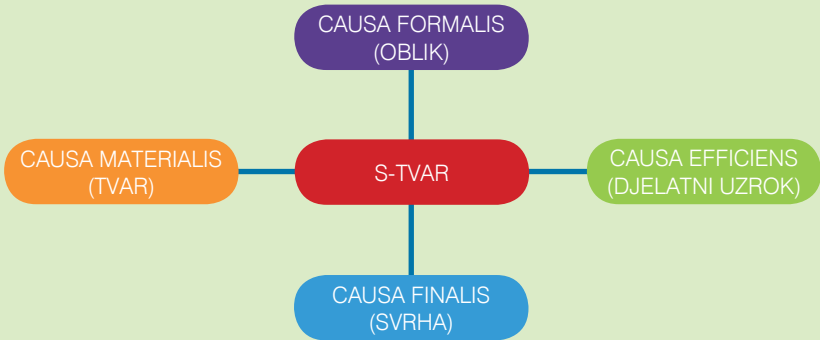 CAUSA FORMALIS
(OBLIK)
CAUSA MATERIALIS
(TVAR)
S-TVAR
CAUSA EFFICIENS
(DJELATNI UZROK)
CAUSA FINALIS
(SVRHA)